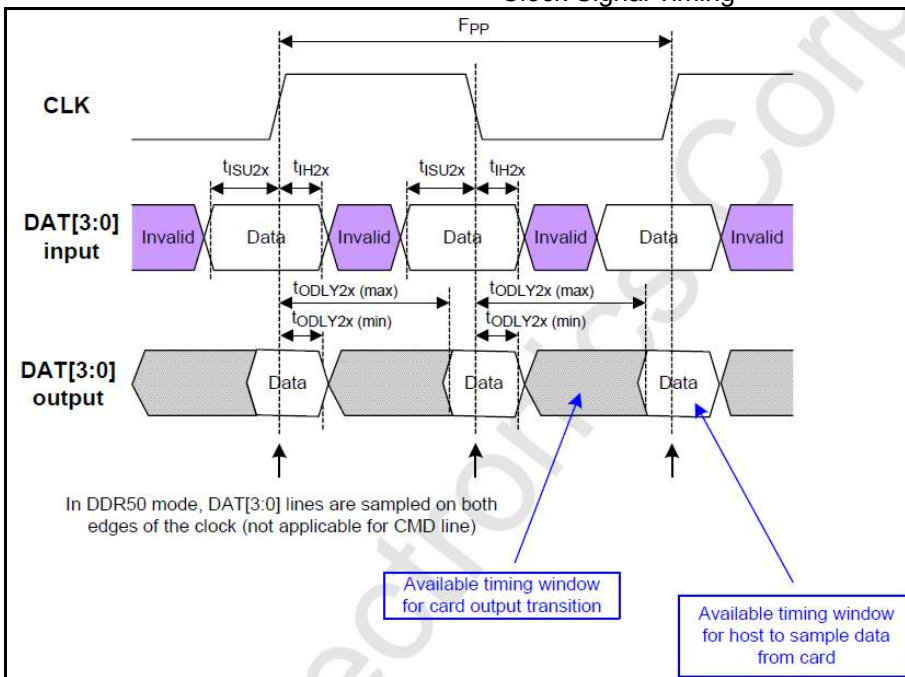 Clock Signal Timing
FPP
CLK
tISU2x tIH2x tISU2x tIH2x
DAT[3:0] input
Invalid Data Invalid Data Invalid Data Invalid
tODLY2x (max) tODLY2x (max)
tODLY2x (min) tODLY2x (min)
DAT[3:0] output
Data Data Data
In DDR50 mode, DAT[3:0] lines are sampled on both
edges of the clock (not applicable for CMD line)
Available timing window
for card output transition
Available timing window
for host to sample data
from card
ectronics Corp